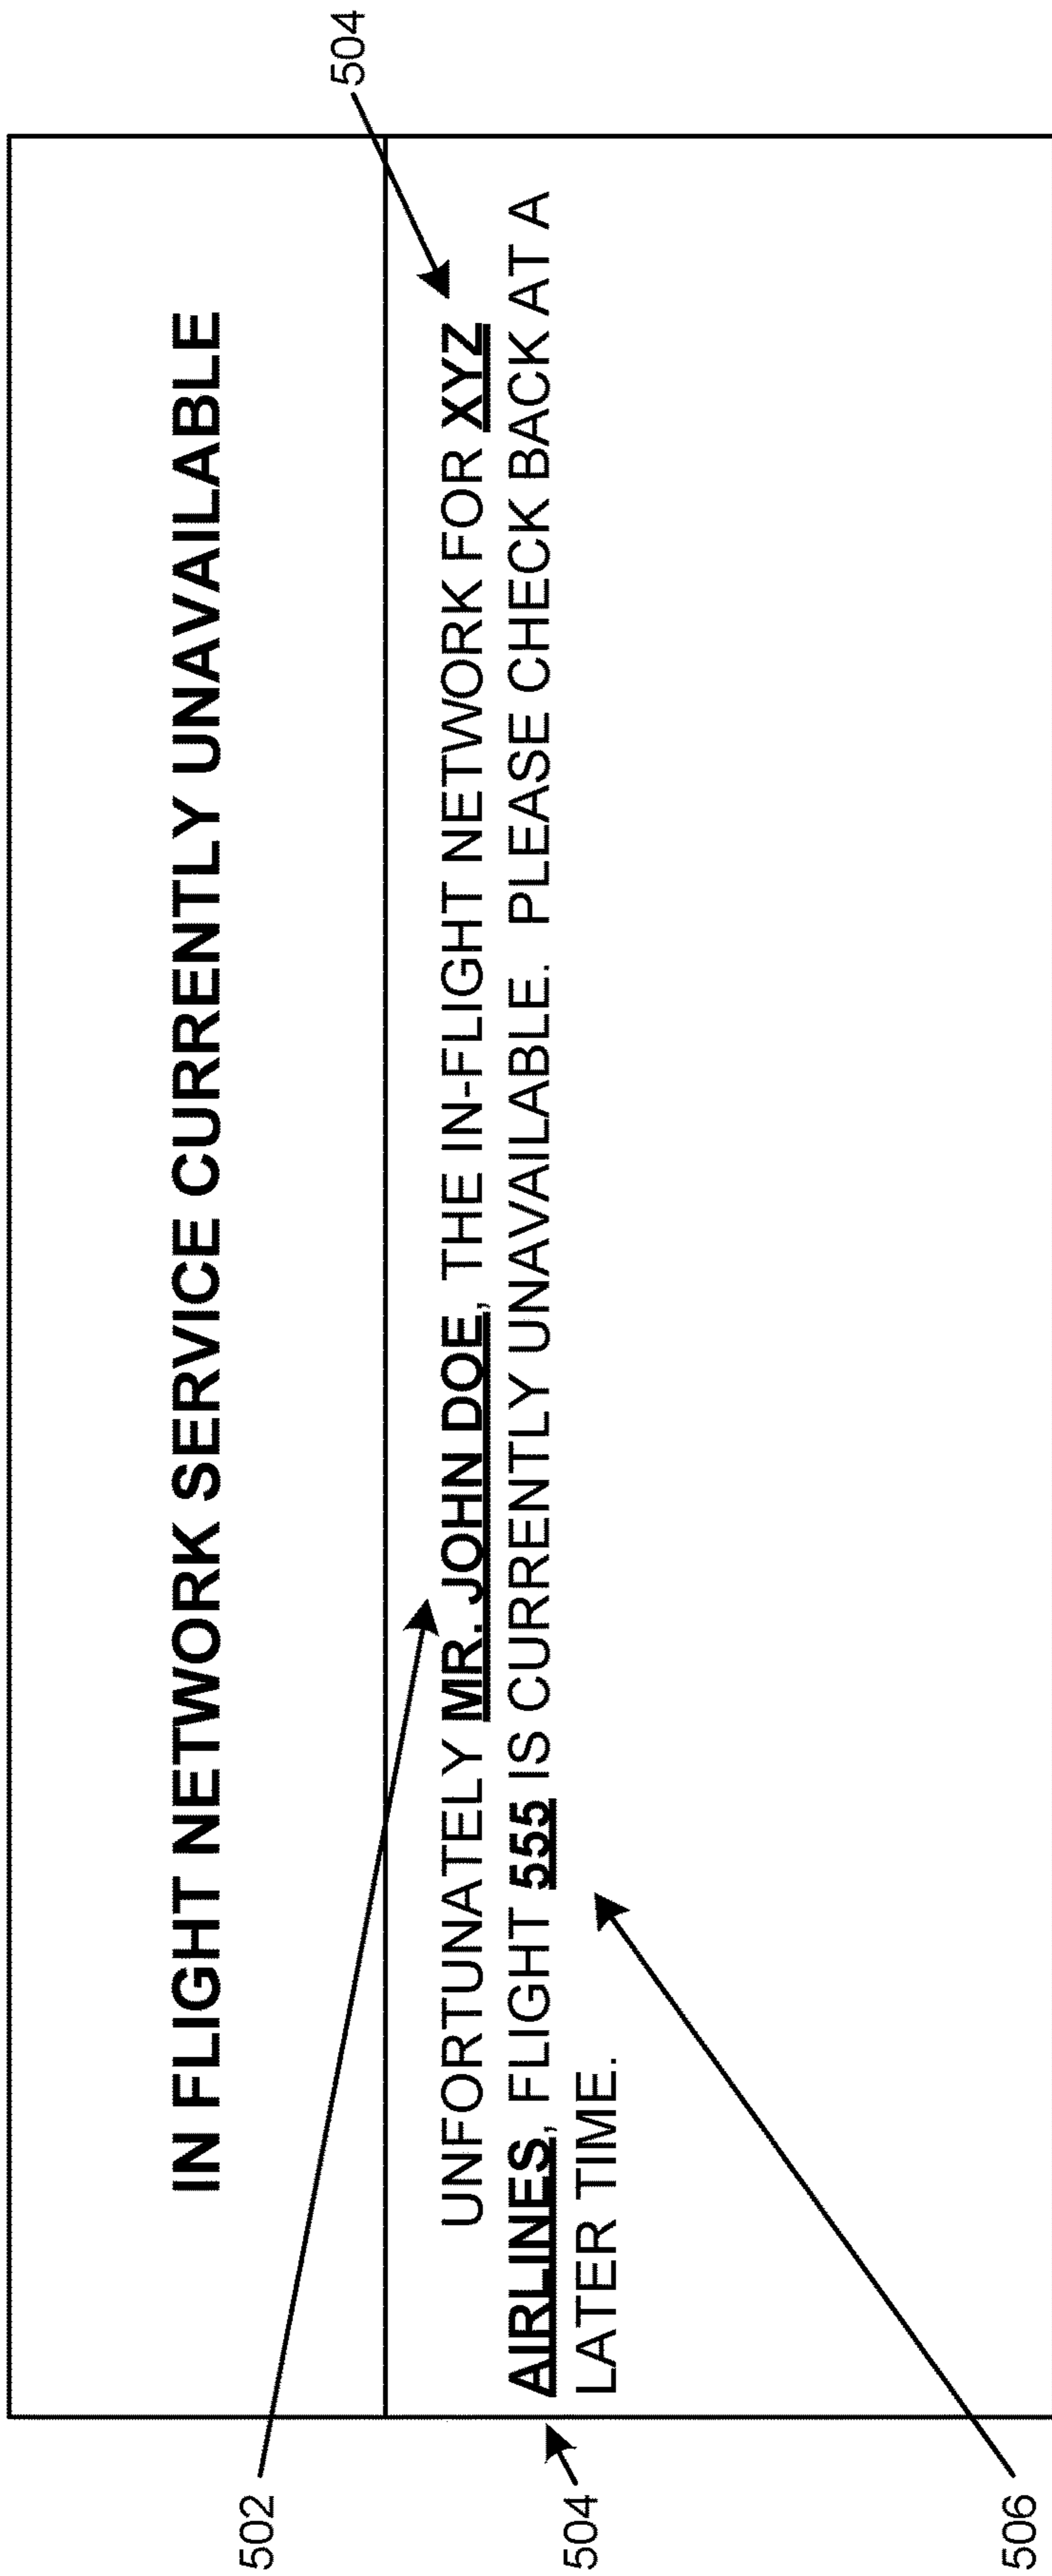 IN FLIGHT NETWORK SERVICE CURRENTLY UNAVAILABLE
504
502
UNFORTUNATELY MR. JOHN DOE, THE IN-FLIGHT NETWORK FOR XYZ
504
AIRLINES, FLIGHT 555 IS CURRENTLY UNAVAILABLE. PLEASE CHECK BACK AT A
LATER TIME.
506